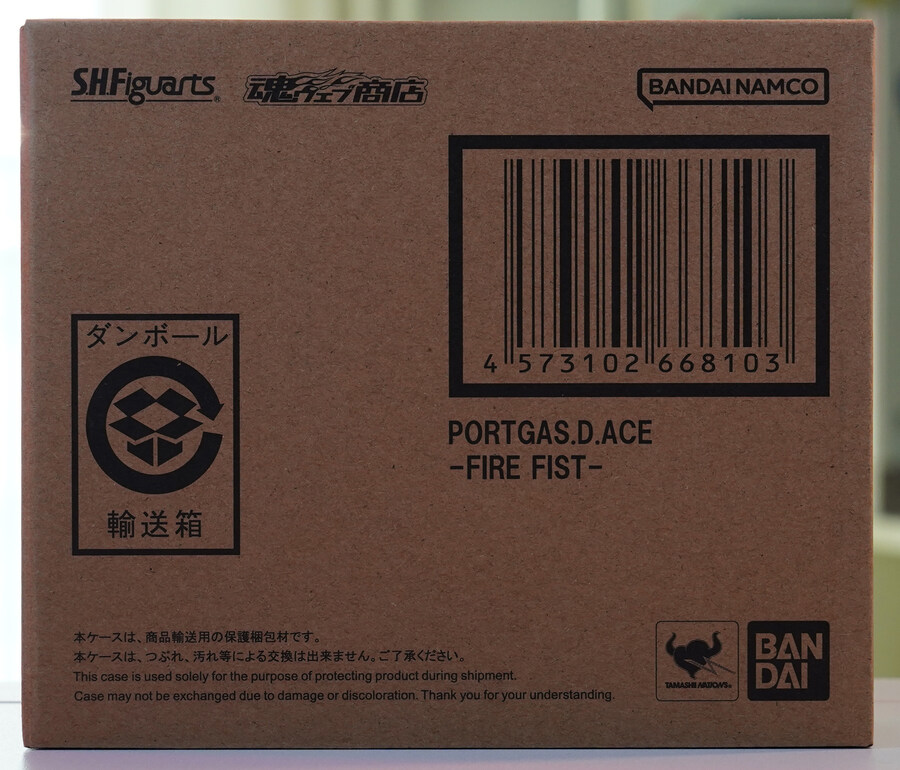 S.H.Figuarts® 魂ウェブ商店
BANDAI NAMCO
4 573102 668103
PORTGAS.D.ACE
-FIRE FIST-
ダンボール
輸送箱
本ケースは、商品輸送用の保護梱包材です。
本ケースは、つぶれ、汚れ等による交換は出来ません。ご了承ください。
This case is used solely for the purpose of protecting product during shipment.
Case may not be exchanged due to damage or discoloration. Thank you for your understanding.
TAMASHII NATIONS®
BAN
DAI